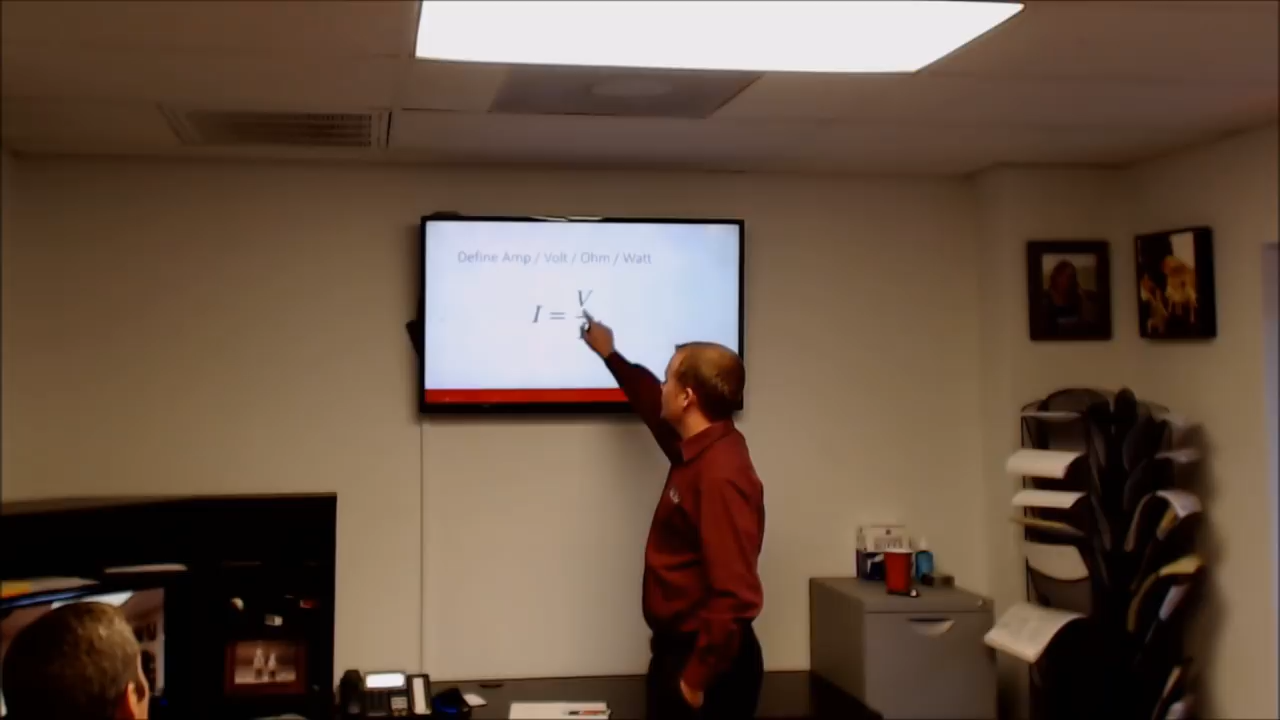 Define Amp / Volt / Ohm / Watt
I = V